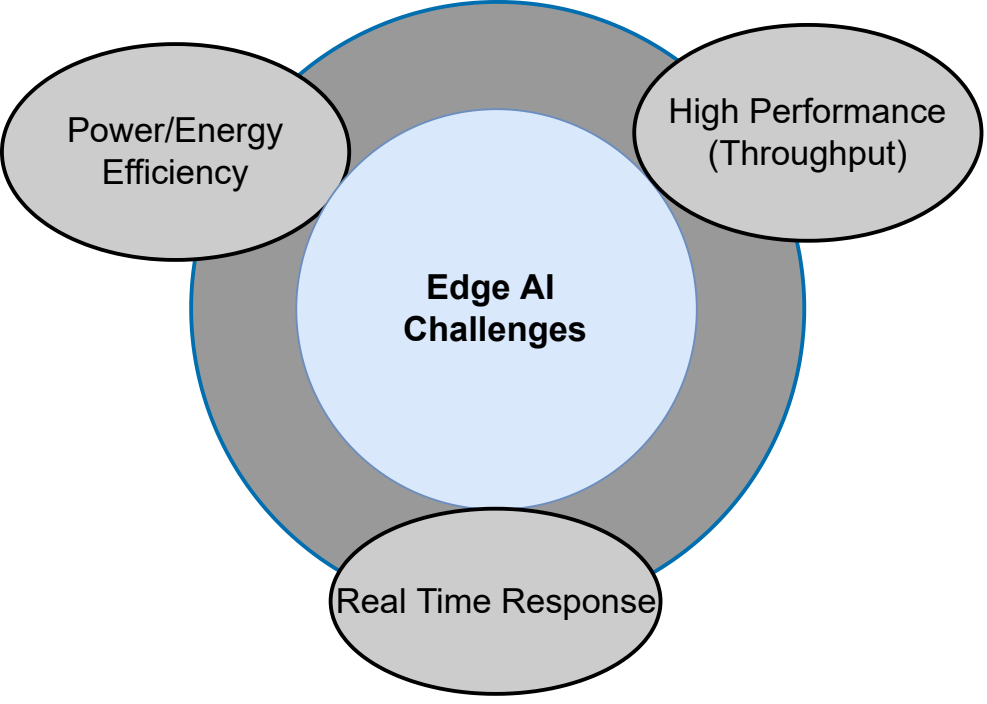 Power/Energy
Efficiency
High Performance
(Throughput)
Edge AI
Challenges
Real Time Response